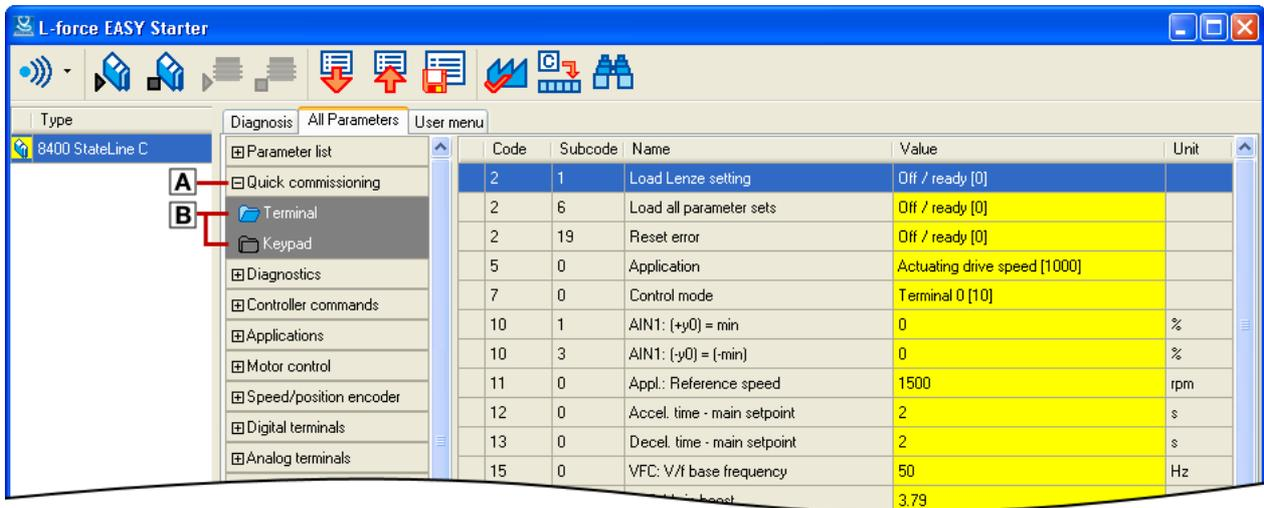 L-force EASY Starter
Type
8400 StateLine C
Diagnosis All Parameters User menu
Parameter list
A Quick commissioning
B Terminal
Keypad
Diagnostics
Controller commands
Applications
Motor control
Speed/position encoder
Digital terminals
Analog terminals
Code Subcode Name Value Unit
2 1 Load Lenze setting Off / ready [0]
2 6 Load all parameter sets Off / ready [0]
2 19 Reset error Off / ready [0]
5 0 Application Actuating drive speed [1000]
7 0 Control mode Terminal 0 [10]
10 1 AIN1: (+y0) = min 0 %
10 3 AIN1: (-y0) = (-min) 0 %
11 0 Appl.: Reference speed 1500 rpm
12 0 Accel. time - main setpoint 2 s
13 0 Decel. time - main setpoint 2 s
15 0 VFC: V/f base frequency 50 Hz
3.79